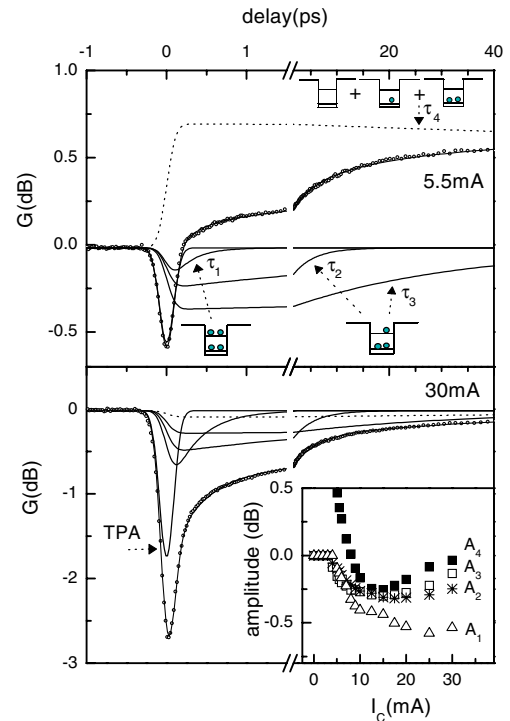 delay(ps)
-1 0 1 20 40
1.0
+ +
τ4
0.5
5.5mA
G(dB)
0.0
τ1
τ2
τ3
-0.5
30mA
0
G(dB)
-1
TPA
-2
-3
0.5
amplitude (dB)
0.0
-0.5
A4
A3
A2
A1
0 10 20 30 40
IC(mA)